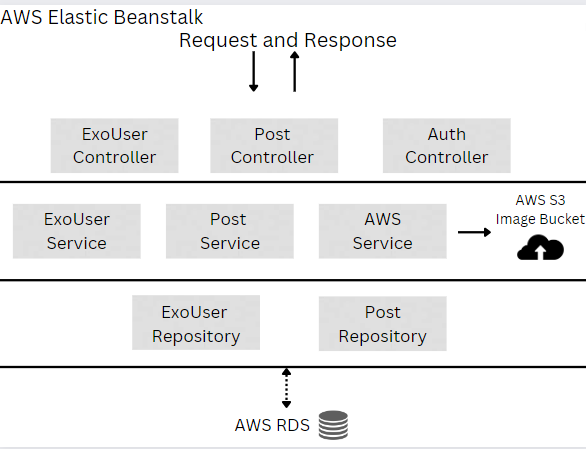 AWS Elastic Beanstalk
Request and Response
ExoUser
Controller
Post
Controller
Auth
Controller
ExoUser
Service
Post
Service
AWS
Service
AWS S3
Image Bucket
ExoUser
Repository
Post
Repository
AWS RDS